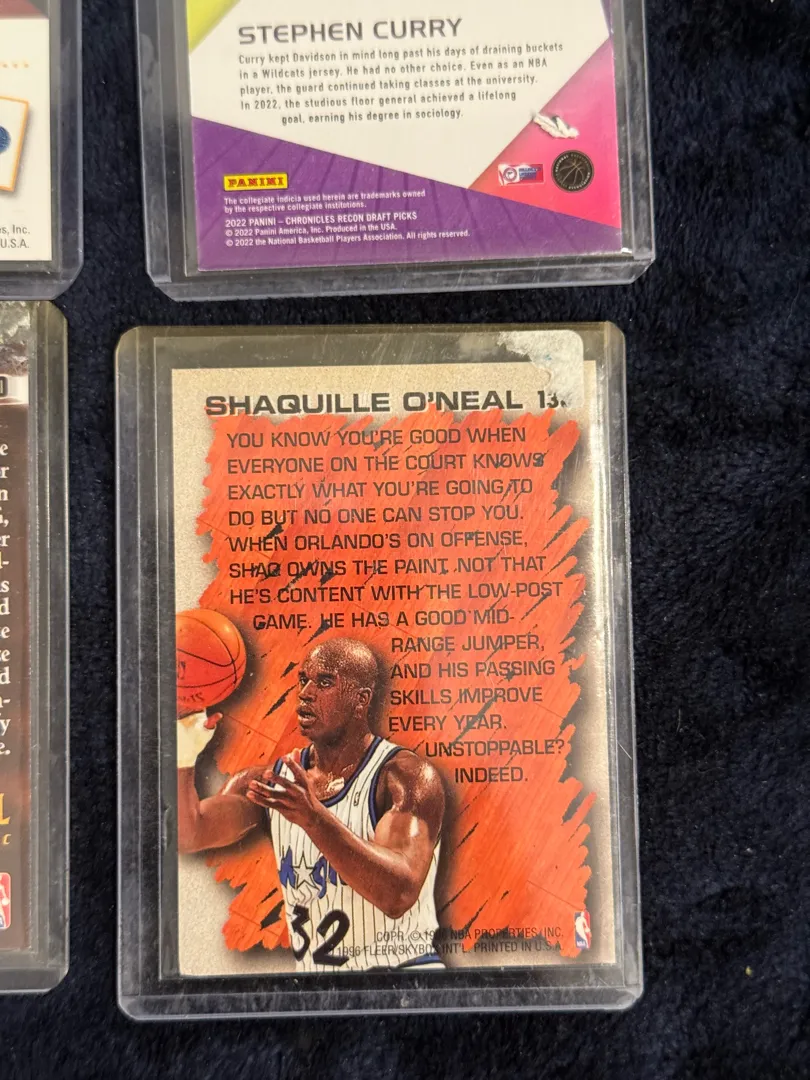 STEPHEN CURRY
Curry kept Davidson in mind long past his days of draining buckets
in a Wildcats jersey. He had no other choice. Even as an NBA
player, the guard continued taking classes at the university.
In 2022, the studious floor general achieved a lifelong
goal, earning his degree in sociology.
PANINI
The collegiate indicia used herein are trademarks owned
by the respective collegiate institutions.
2022 PANINI – CHRONICLES RECON DRAFT PICKS
© 2022 Panini America, Inc. Produced in the USA.
© 2022 the National Basketball Players Association. All rights reserved.
Inc.
U.S.A.
SHAQUILLE O'NEAL
YOU KNOW YOU'RE GOOD WHEN
EVERYONE ON THE COURT KNOWS
EXACTLY WHAT YOU'RE GOING TO
DO BUT NO ONE CAN STOP YOU.
WHEN ORLANDO'S ON OFFENSE,
SHAQ OWNS THE PAINT. NOT THAT
HE'S CONTENT WITH THE LOW-POST
GAME. HE HAS A GOOD MID-
RANGE JUMPER,
AND HIS PASSING
SKILLS IMPROVE
EVERY YEAR.
UNSTOPPABLE?
INDEED.
MAGIC
32
COPR. © NBA PROPERTIES, INC.
1996 FLEER/SKYBOX INT'L. PRINTED IN U.S.A.
NBA